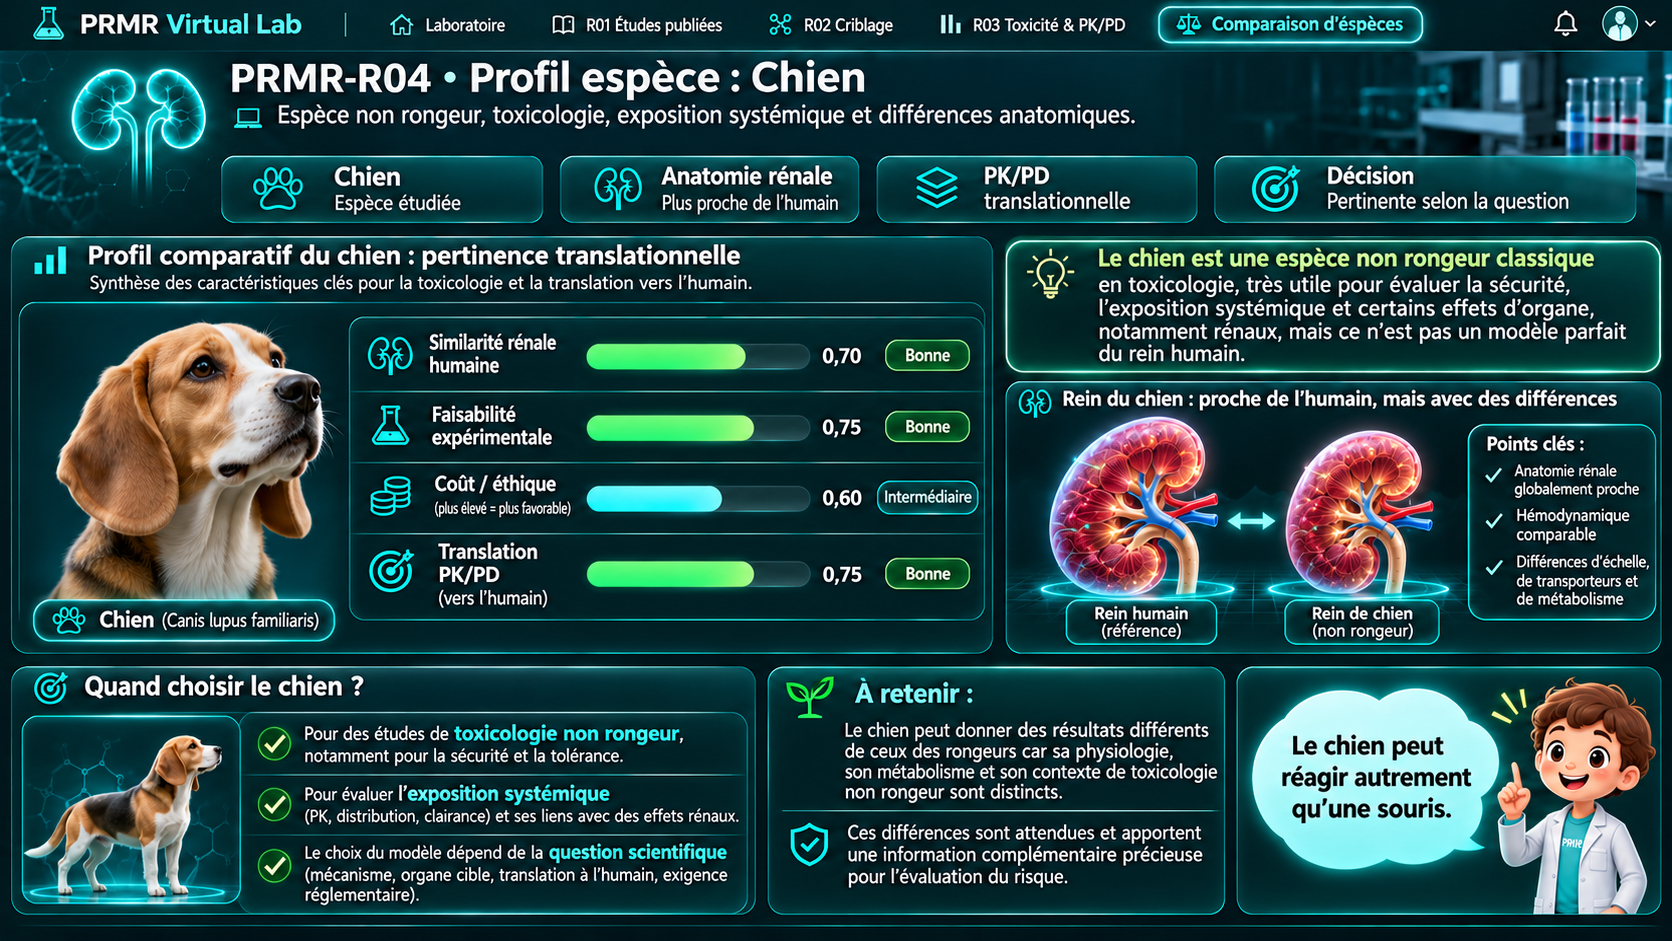 PRMR Virtual Lab
Laboratoire
R01 Études publiées
R02 Criblage
R03 Toxicité & PK/PD
Comparaison d'éspèces
PRMR-R04 • Profil espèce : Chien
Espèce non rongeur, toxicologie, exposition systémique et différences anatomiques.
Chien
Espèce étudiée
Anatomie rénale
Plus proche de l'humain
PK/PD
translationnelle
Décision
Pertinente selon la question
Profil comparatif du chien : pertinence translationnelle
Synthèse des caractéristiques clés pour la toxicologie et la translation vers l'humain.
Similarité rénale
humaine
0,70
Bonne
Faisabilité
expérimentale
0,75
Bonne
Coût / éthique
(plus élevé = plus favorable)
0,60
Intermédiaire
Translation
PK/PD
(vers l'humain)
0,75
Bonne
Chien (Canis lupus familiaris)
Le chien est une espèce non rongeur classique
en toxicologie, très utile pour évaluer la sécurité,
l'exposition systémique et certains effets d'organe,
notamment rénaux, mais ce n'est pas un modèle parfait
du rein humain.
Rein du chien : proche de l'humain, mais avec des différences
Rein humain
(référence)
Rein de chien
(non rongeur)
Points clés :
Anatomie rénale
globalement proche
Hémodynamique
comparable
Différences d'échelle,
de transporteurs et
de métabolisme
Quand choisir le chien ?
Pour des études de toxicologie non rongeur,
notamment pour la sécurité et la tolérance.
Pour évaluer l'exposition systémique
(PK, distribution, clairance) et ses liens avec des effets rénaux.
Le choix du modèle dépend de la question scientifique
(mécanisme, organe cible, translation à l'humain, exigence
réglementaire).
À retenir :
Le chien peut donner des résultats différents
de ceux des rongeurs car sa physiologie,
son métabolisme et son contexte de toxicologie
non rongeur sont distincts.
Ces différences sont attendues et apportent
une information complémentaire précieuse
pour l'évaluation du risque.
Le chien peut
réagir autrement
qu'une souris.